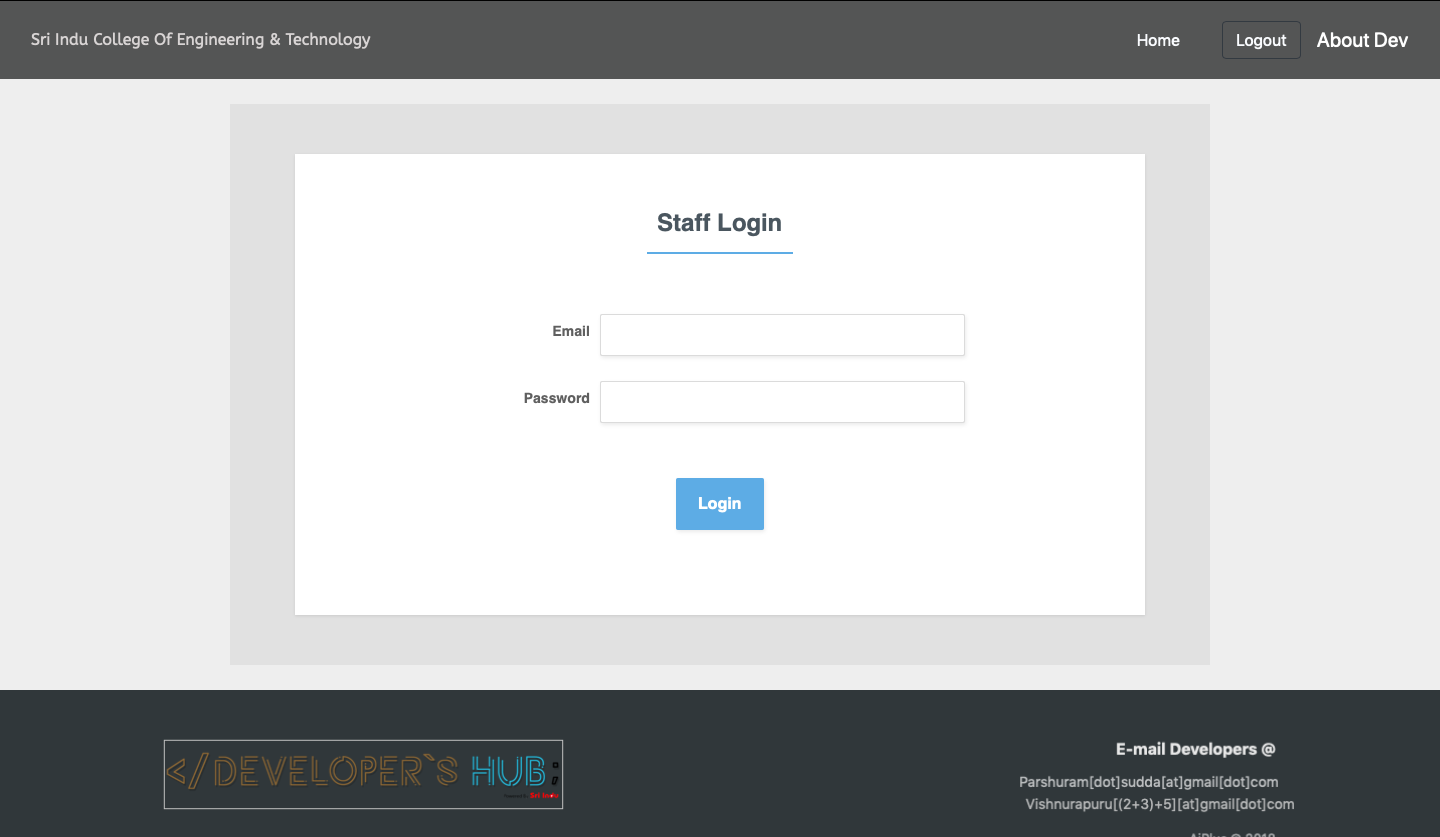 Sri Indu College Of Engineering & Technology
Home
Logout
About Dev
Staff Login
Email
Password
Login
</DEVELOPER`S HUB:
E-mail Developers @
Parshuram[dot]sudda[at]gmail[dot]com
Vishnurapuru[(2+3)+5][at]gmail[dot]com